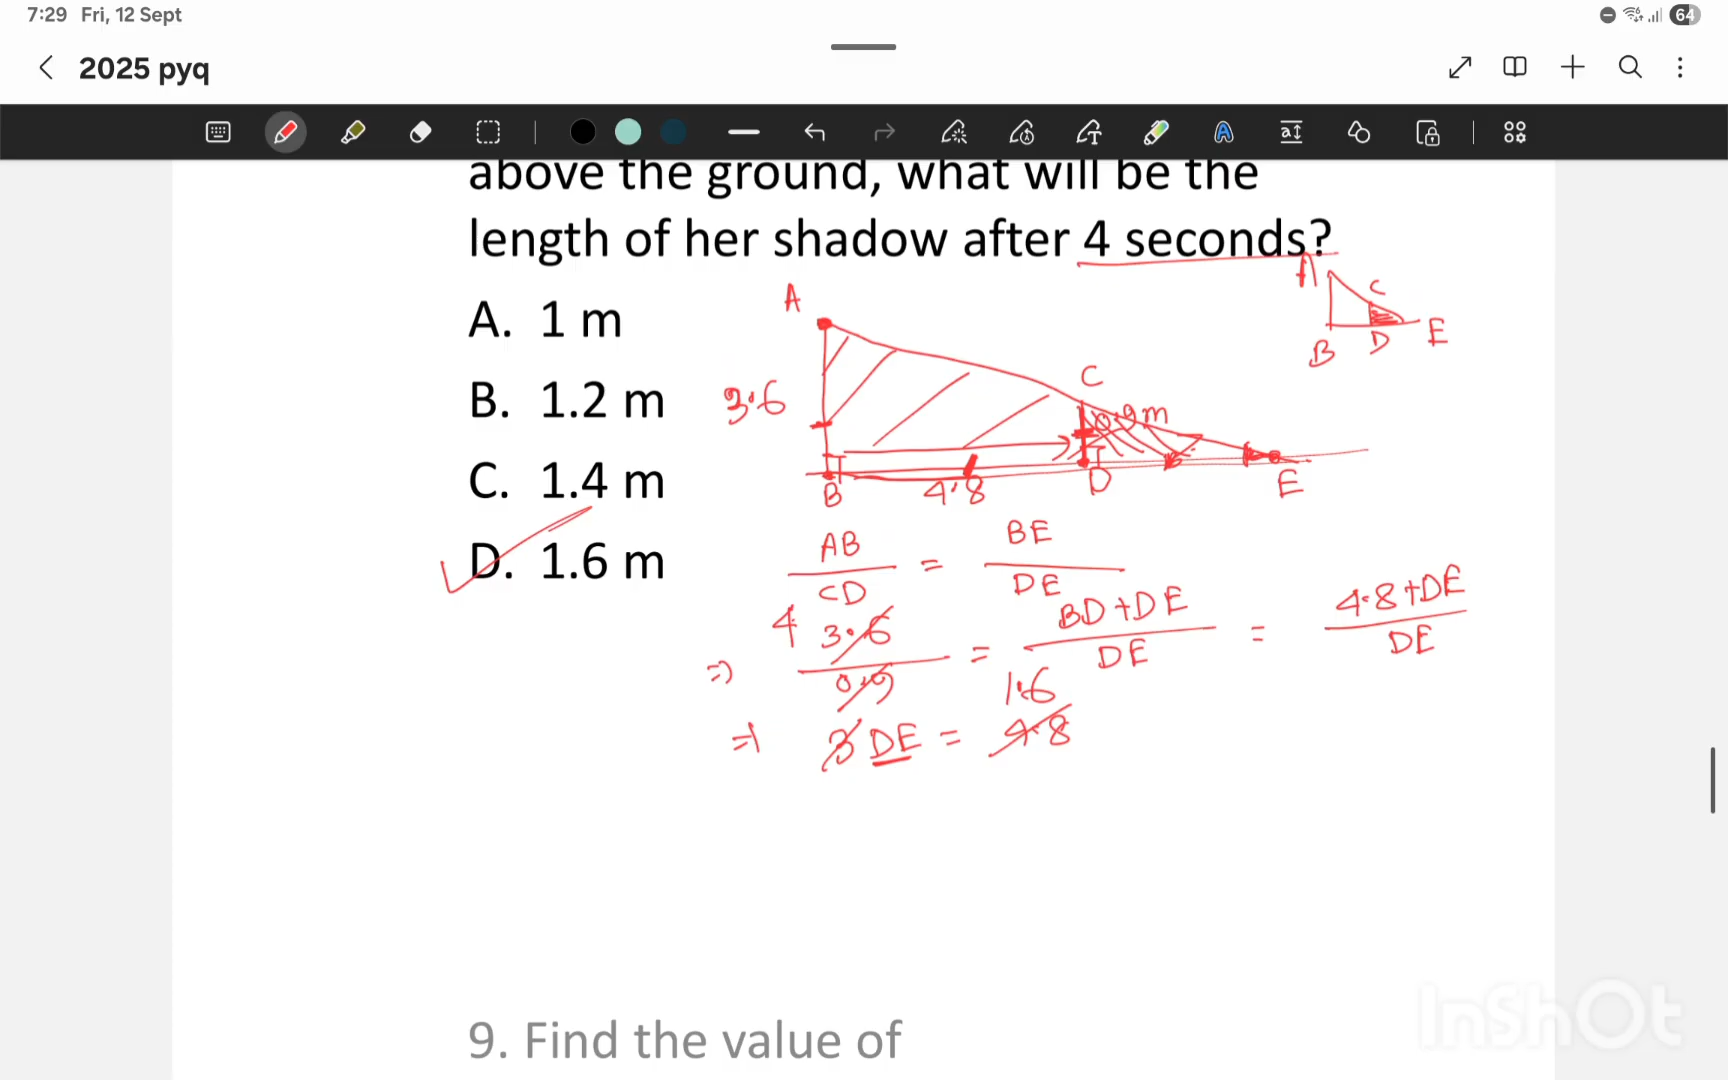 7:29 Fri, 12 Sept
64
2025 pyq
above the ground, what will be the
length of her shadow after 4 seconds?
A. 1 m
B. 1.2 m
C. 1.4 m
D. 1.6 m
A
3.6
B
4.8
C
0.9m
D
E
A
C
B D E
AB/CD = BE/DE
=> 4 3.6/0.9 = BD+DE/DE = 4.8+DE/DE
1.6
=> 3DE = 4.8
9. Find the value of
InShOt